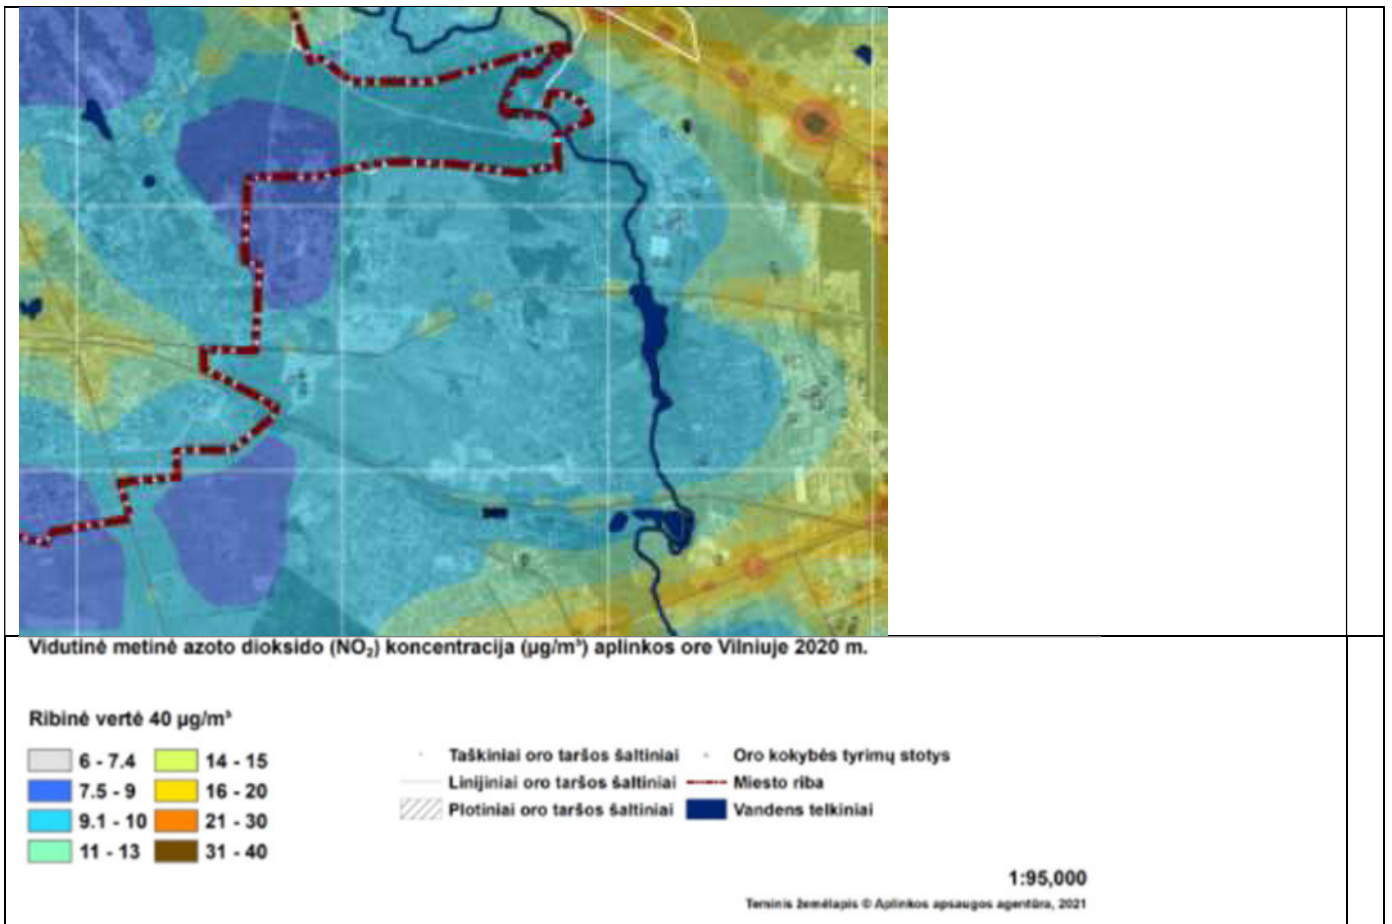 Vidutinė metinė azoto dioksido (NO₂) koncentracija (µg/m³) aplinkos ore Vilniuje 2020 m.
Ribinė vertė 40 µg/m³
6 - 7.4
14 - 15
7.5 - 9
16 - 20
9.1 - 10
21 - 30
11 - 13
31 - 40
Taškiniai oro taršos šaltiniai
Oro kokybės tyrimų stotys
Linijiniai oro taršos šaltiniai
Miesto riba
Plotiniai oro taršos šaltiniai
Vandens telkiniai
1:95,000
Teminis žemėlapis © Aplinkos apsaugos agentūra, 2021